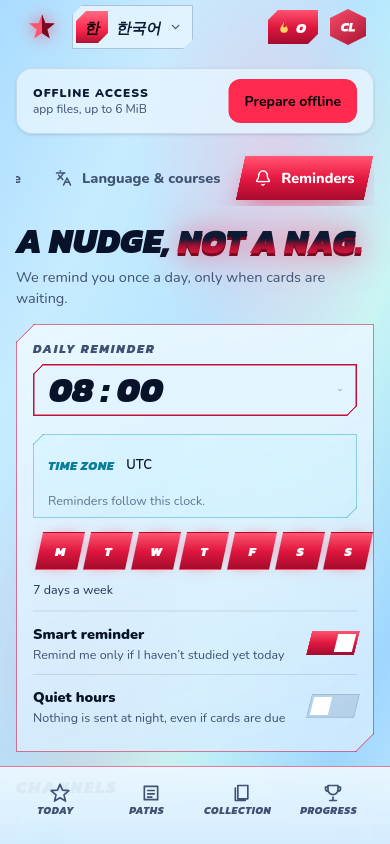 한 한국어
0
CL
OFFLINE ACCESS
app files, up to 6 MiB
Prepare offline
e
Language & courses
Reminders
A NUDGE, NOT A NAG.
We remind you once a day, only when cards are
waiting.
DAILY REMINDER
08 : 00
TIME ZONE UTC
Reminders follow this clock.
M T W T F S S
7 days a week
Smart reminder
Remind me only if I haven't studied yet today
Quiet hours
Nothing is sent at night, even if cards are due
CHANNELS
TODAY PATHS COLLECTION PROGRESS